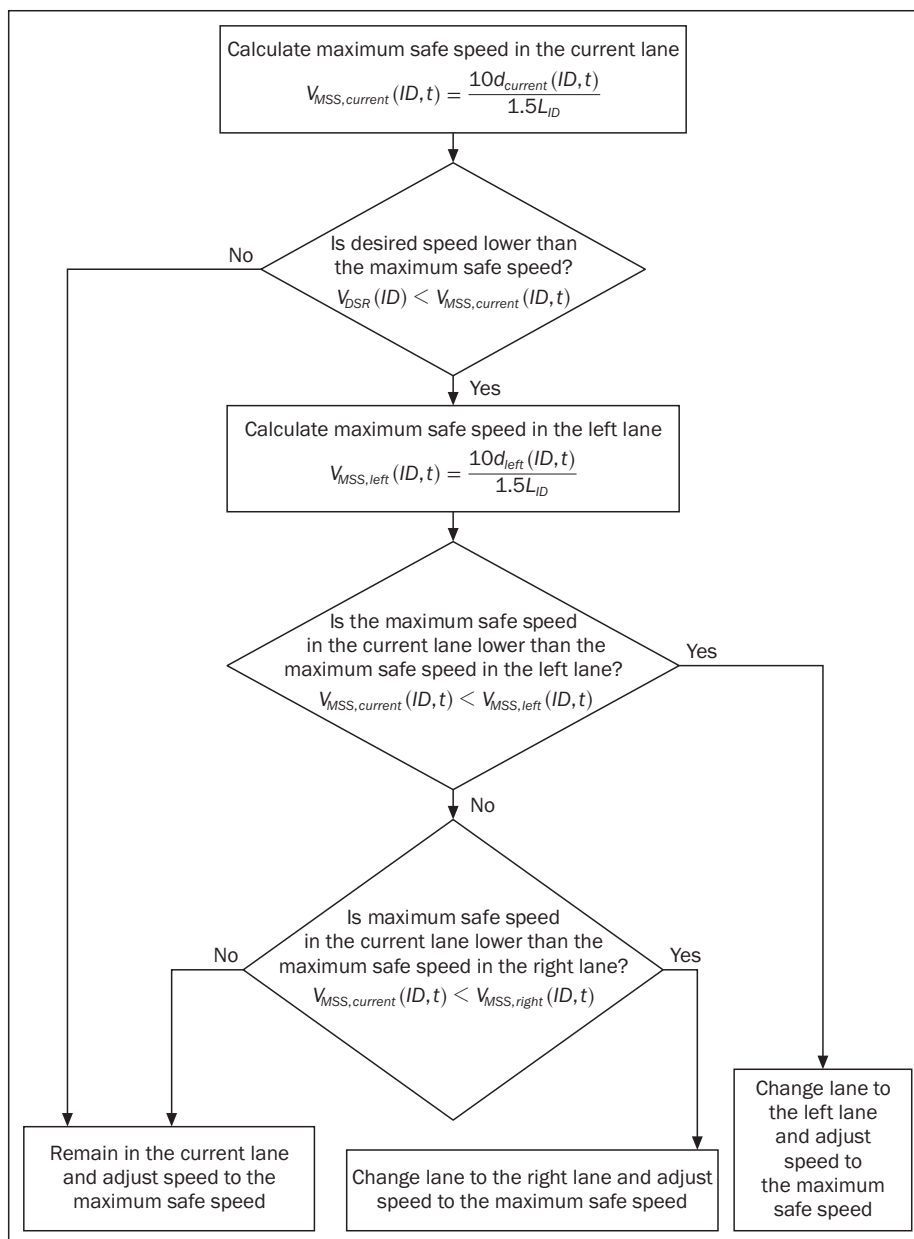 Calculate maximum safe speed in the current lane
V_MSS,current(ID,t) = 10d_current(ID,t) / 1.5L_ID
No
Is desired speed lower than
the maximum safe speed?
V_DSR(ID) < V_MSS,current(ID,t)
Yes
Calculate maximum safe speed in the left lane
V_MSS,left(ID,t) = 10d_left(ID,t) / 1.5L_ID
Is the maximum safe speed
in the current lane lower than the
maximum safe speed in the left lane?
V_MSS,current(ID,t) < V_MSS,left(ID,t)
Yes
No
Is maximum safe speed
in the current lane lower than the
maximum safe speed in the right lane?
V_MSS,current(ID,t) < V_MSS,right(ID,t)
No
Yes
Remain in the current lane
and adjust speed to the
maximum safe speed
Change lane to the right lane and adjust
speed to the maximum safe speed
Change lane to
the left lane
and adjust
speed to
the maximum
safe speed